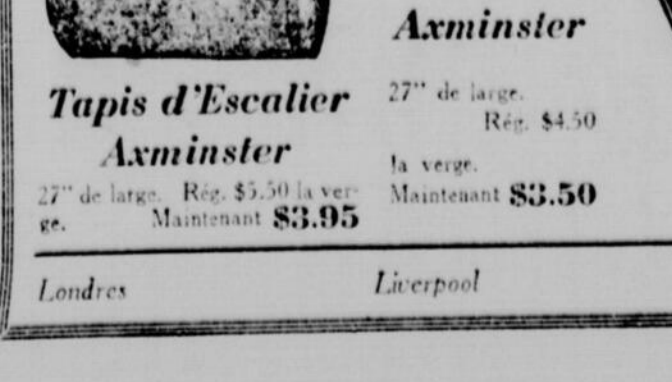 Tapis d'Escalier
Axminster
27" de large. Rég. $5.50 la ver-
ge. Maintenant $3.95
Axminster
27" de large.
Rég. $4.50
la verge.
Maintenant $3.50
Londres
Liverpool